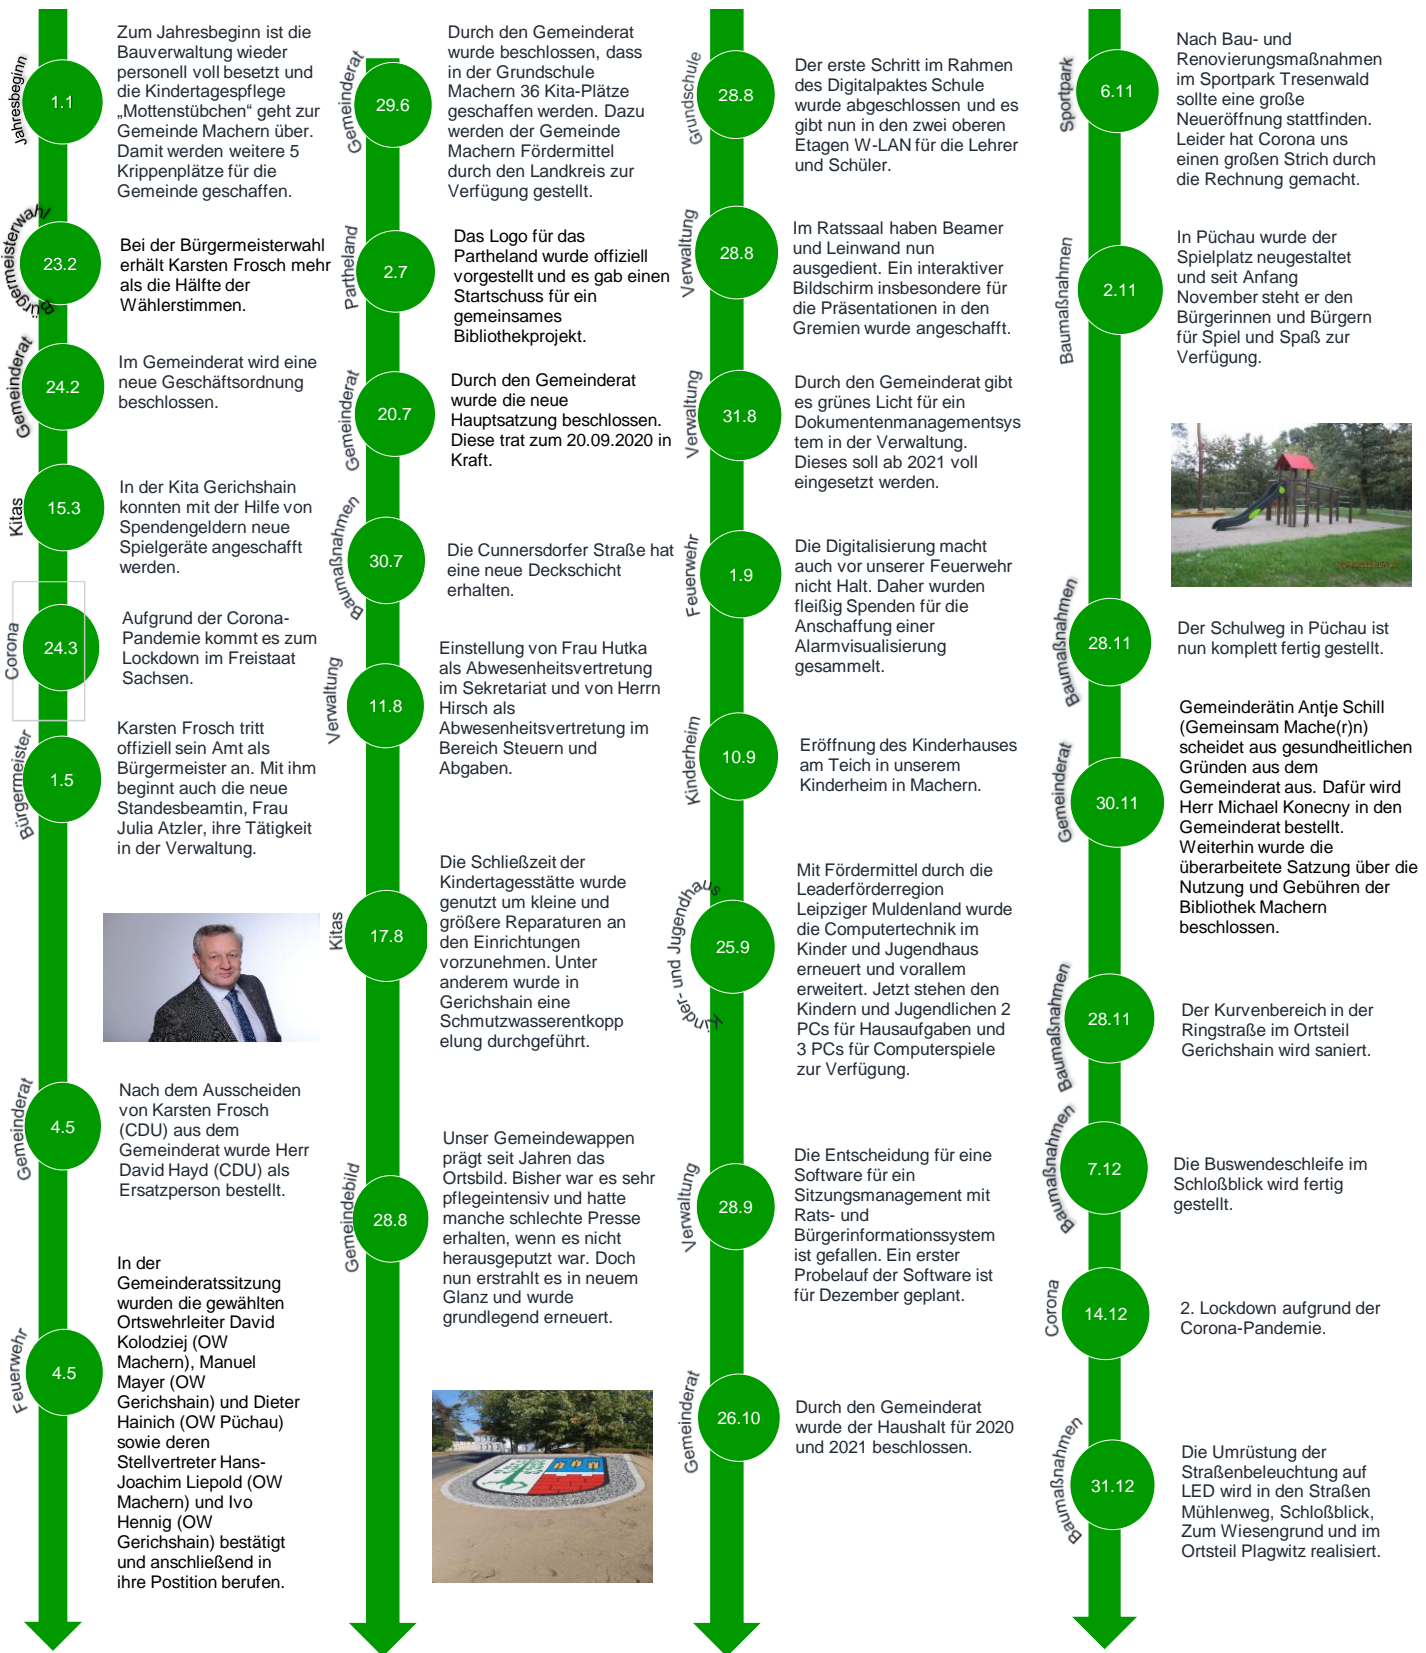 Jahresbeginn
1.1
Zum Jahresbeginn ist die
Bauverwaltung wieder
personell voll besetzt und
die Kindertagespflege
„Mottenstübchen“ geht zur
Gemeinde Machern über.
Damit werden weitere 5
Krippenplätze für die
Gemeinde geschaffen.
Bürgermeisterwahl
23.2
Bei der Bürgermeisterwahl
erhält Karsten Frosch mehr
als die Hälfte der
Wählerstimmen.
Gemeinderat
24.2
Im Gemeinderat wird eine
neue Geschäftsordnung
beschlossen.
Kitas
15.3
In der Kita Gerichshain
konnten mit der Hilfe von
Spendengeldern neue
Spielgeräte angeschafft
werden.
Corona
24.3
Aufgrund der Corona-
Pandemie kommt es zum
Lockdown im Freistaat
Sachsen.
Bürgermeister
1.5
Karsten Frosch tritt
offiziell sein Amt als
Bürgermeister an. Mit ihm
beginnt auch die neue
Standesbeamtin, Frau
Julia Atzler, ihre Tätigkeit
in der Verwaltung.
Gemeinderat
4.5
Nach dem Ausscheiden
von Karsten Frosch
(CDU) aus dem
Gemeinderat wurde Herr
David Hayd (CDU) als
Ersatzperson bestellt.
Feuerwehr
4.5
In der
Gemeinderatssitzung
wurden die gewählten
Ortswehrleiter David
Kolodziej (OW
Machern), Manuel
Mayer (OW
Gerichshain) und Dieter
Hainich (OW Püchau)
sowie deren
Stellvertreter Hans-
Joachim Liepold (OW
Machern) und Ivo
Hennig (OW
Gerichshain) bestätigt
und anschließend in
ihre Postition berufen.
Gemeinderat
29.6
Durch den Gemeinderat
wurde beschlossen, dass
in der Grundschule
Machern 36 Kita-Plätze
geschaffen werden. Dazu
werden der Gemeinde
Machern Fördermittel
durch den Landkreis zur
Verfügung gestellt.
Partheland
2.7
Das Logo für das
Partheland wurde offiziell
vorgestellt und es gab einen
Startschuss für ein
gemeinsames
Bibliothekprojekt.
Gemeinderat
20.7
Durch den Gemeinderat
wurde die neue
Hauptsatzung beschlossen.
Diese trat zum 20.09.2020 in
Kraft.
Baumaßnahmen
30.7
Die Cunnersdorfer Straße hat
eine neue Deckschicht
erhalten.
Verwaltung
11.8
Einstellung von Frau Hutka
als Abwesenheitsvertretung
im Sekretariat und von Herrn
Hirsch als
Abwesenheitsvertretung im
Bereich Steuern und
Abgaben.
Kitas
17.8
Die Schließzeit der
Kindertagesstätte wurde
genutzt um kleine und
größere Reparaturen an
den Einrichtungen
vorzunehmen. Unter
anderem wurde in
Gerichshain eine
Schmutzwasserentkopp
elung durchgeführt.
Gemeindebild
28.8
Unser Gemeindewappen
prägt seit Jahren das
Ortsbild. Bisher war es sehr
pflegeintensiv und hatte
manche schlechte Presse
erhalten, wenn es nicht
herausgeputzt war. Doch
nun erstrahlt es in neuem
Glanz und wurde
grundlegend erneuert.
Grundschule
28.8
Der erste Schritt im Rahmen
des Digitalpaktes Schule
wurde abgeschlossen und es
gibt nun in den zwei oberen
Etagen W-LAN für die Lehrer
und Schüler.
Verwaltung
28.8
Im Ratssaal haben Beamer
und Leinwand nun
ausgedient. Ein interaktiver
Bildschirm insbesondere für
die Präsentationen in den
Gremien wurde angeschafft.
Verwaltung
31.8
Durch den Gemeinderat gibt
es grünes Licht für ein
Dokumentenmanagementsys
tem in der Verwaltung.
Dieses soll ab 2021 voll
eingesetzt werden.
Feuerwehr
1.9
Die Digitalisierung macht
auch vor unserer Feuerwehr
nicht Halt. Daher wurden
fleißig Spenden für die
Anschaffung einer
Alarmvisualisierung
gesammelt.
Kinderheim
10.9
Eröffnung des Kinderhauses
am Teich in unserem
Kinderheim in Machern.
Kinder- und Jugendhaus
25.9
Mit Fördermittel durch die
Leaderförderregion
Leipziger Muldenland wurde
die Computertechnik im
Kinder und Jugendhaus
erneuert und vorallem
erweitert. Jetzt stehen den
Kindern und Jugendlichen 2
PCs für Hausaufgaben und
3 PCs für Computerspiele
zur Verfügung.
Verwaltung
28.9
Die Entscheidung für eine
Software für ein
Sitzungsmanagement mit
Rats- und
Bürgerinformationssystem
ist gefallen. Ein erster
Probelauf der Software ist
für Dezember geplant.
Gemeinderat
26.10
Durch den Gemeinderat
wurde der Haushalt für 2020
und 2021 beschlossen.
Sportpark
6.11
Nach Bau- und
Renovierungsmaßnahmen
im Sportpark Tresenwald
sollte eine große
Neueröffnung stattfinden.
Leider hat Corona uns
einen großen Strich durch
die Rechnung gemacht.
Baumaßnahmen
2.11
In Püchau wurde der
Spielplatz neugestaltet
und seit Anfang
November steht er den
Bürgerinnen und Bürgern
für Spiel und Spaß zur
Verfügung.
Baumaßnahmen
28.11
Der Schulweg in Püchau ist
nun komplett fertig gestellt.
Gemeinderat
30.11
Gemeinderätin Antje Schill
(Gemeinsam Mache(r)n)
scheidet aus gesundheitlichen
Gründen aus dem
Gemeinderat aus. Dafür wird
Herr Michael Konecny in den
Gemeinderat bestellt.
Weiterhin wurde die
überarbeitete Satzung über die
Nutzung und Gebühren der
Bibliothek Machern
beschlossen.
Baumaßnahmen
28.11
Der Kurvenbereich in der
Ringstraße im Ortsteil
Gerichshain wird saniert.
Baumaßnahmen
7.12
Die Buswendeschleife im
Schloßblick wird fertig
gestellt.
Corona
14.12
2. Lockdown aufgrund der
Corona-Pandemie.
Baumaßnahmen
31.12
Die Umrüstung der
Straßenbeleuchtung auf
LED wird in den Straßen
Mühlenweg, Schloßblick,
Zum Wiesengrund und im
Ortsteil Plagwitz realisiert.